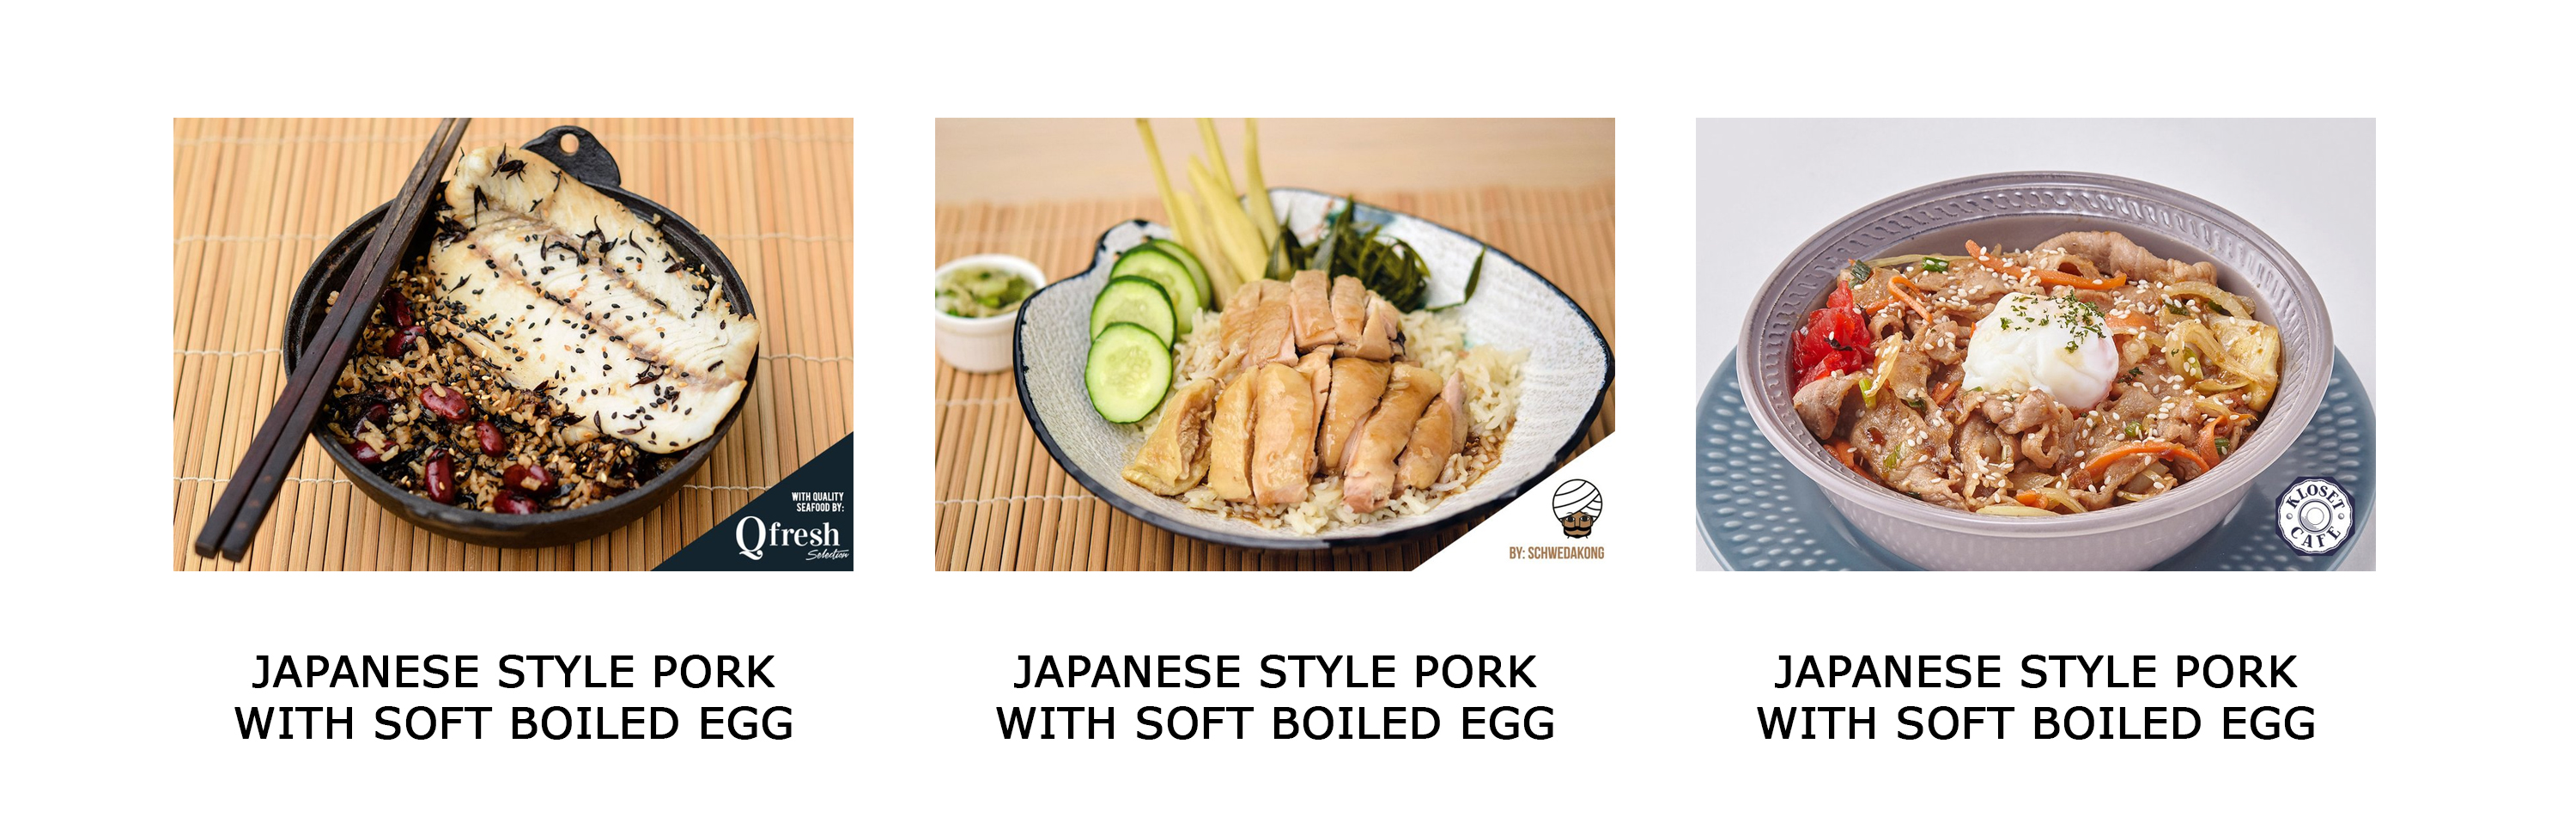 WITH QUALITY
SEAFOOD BY:
Qfresh
Selection
BY: SCHWEDAKONG
KLOSET
CAFE
JAPANESE STYLE PORK
WITH SOFT BOILED EGG
JAPANESE STYLE PORK
WITH SOFT BOILED EGG
JAPANESE STYLE PORK
WITH SOFT BOILED EGG